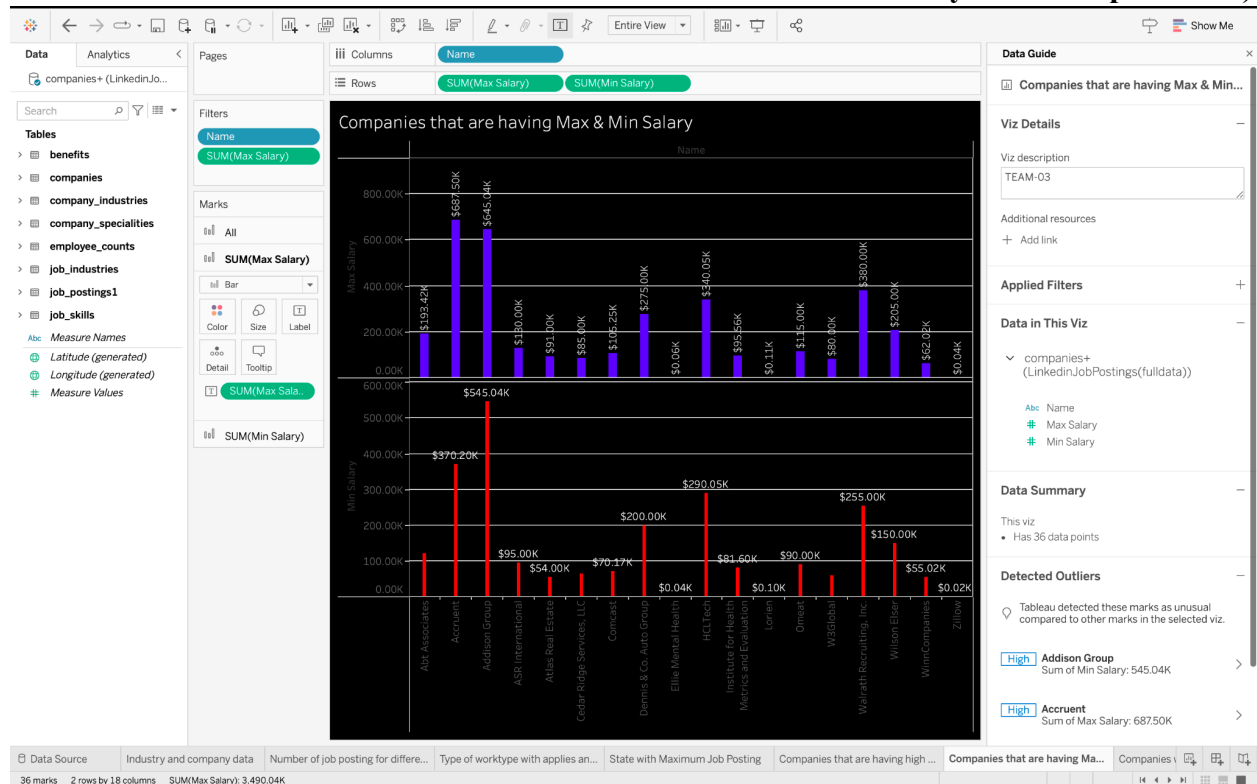 Entire View
Show Me
Data
Analytics
companies+ (LinkedinJo...
Search
Tables
benefits
companies
company_industries
company_specialities
employee_counts
job_industries
job_postings1
job_skills
Abc Measure Names
Latitude (generated)
Longitude (generated)
# Measure Values
Pages
Filters
Name
SUM(Max Salary)
Marks
All
SUM(Max Salary)
Bar
Color
Size
Label
Detail
Tooltip
SUM(Max Sala..
SUM(Min Salary)
Columns
Name
Rows
SUM(Max Salary)
SUM(Min Salary)
Companies that are having Max & Min Salary
Name
Max Salary
800.00K
600.00K
400.00K
200.00K
0.00K
$193.42K
$687.50K
$645.04K
$130.00K
$91.00K
$85.00K
$105.25K
$275.00K
$0.06K
$340.05K
$95.56K
$0.11K
$115.00K
$80.00K
$380.00K
$205.00K
$62.02K
$0.04K
Min Salary
600.00K
500.00K
400.00K
300.00K
200.00K
100.00K
0.00K
$370.20K
$545.04K
$95.00K
$54.00K
$70.17K
$200.00K
$0.04K
$290.05K
$81.60K
$0.10K
$90.00K
$255.00K
$150.00K
$55.02K
$0.02K
Abt Associates
Accruent
Addison Group
ASR International
Atlas Real Estate
Cedar Ridge Services, LLC
Comcast
Dennis & Co. Auto Group
Ellie Mental Health
HCLTech
Institute for Health
Metrics and Evaluation
Lorien
Omeat
W3Global
Walrath Recruiting, Inc.
Wilson Elser
WinnCompanies
Zillow
Data Guide
Companies that are having Max & Min...
Viz Details
Viz description
TEAM-03
Additional resources
+ Add link
Applied Filters
Data in This Viz
companies+
(LinkedinJobPostings(fulldata))
Abc Name
# Max Salary
# Min Salary
Data Summary
This viz
• Has 36 data points
Detected Outliers
Tableau detected these marks as unusual
compared to other marks in the selected viz.
High Addison Group
Sum of Min Salary: 545.04K
High Accruent
Sum of Max Salary: 687.50K
Data Source
Industry and company data
Number of job posting for differe...
Type of worktype with applies an...
State with Maximum Job Posting
Companies that are having high ...
Companies that are having Ma...
Companies
36 marks 2 rows by 18 columns SUM(Max Salary): 3,490.04K